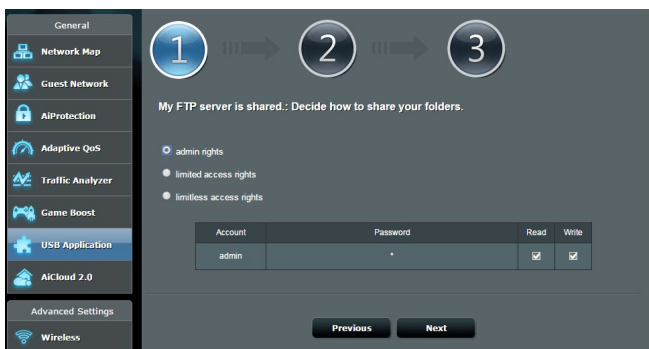 General
Network Map
Guest Network
AiProtection
Adaptive QoS
Traffic Analyzer
Game Boost
USB Application
AiCloud 2.0
Advanced Settings
Wireless
1
2
3
My FTP server is shared.: Decide how to share your folders.
admin rights
limited access rights
limitless access rights
Account Password Read Write
admin *
Previous Next